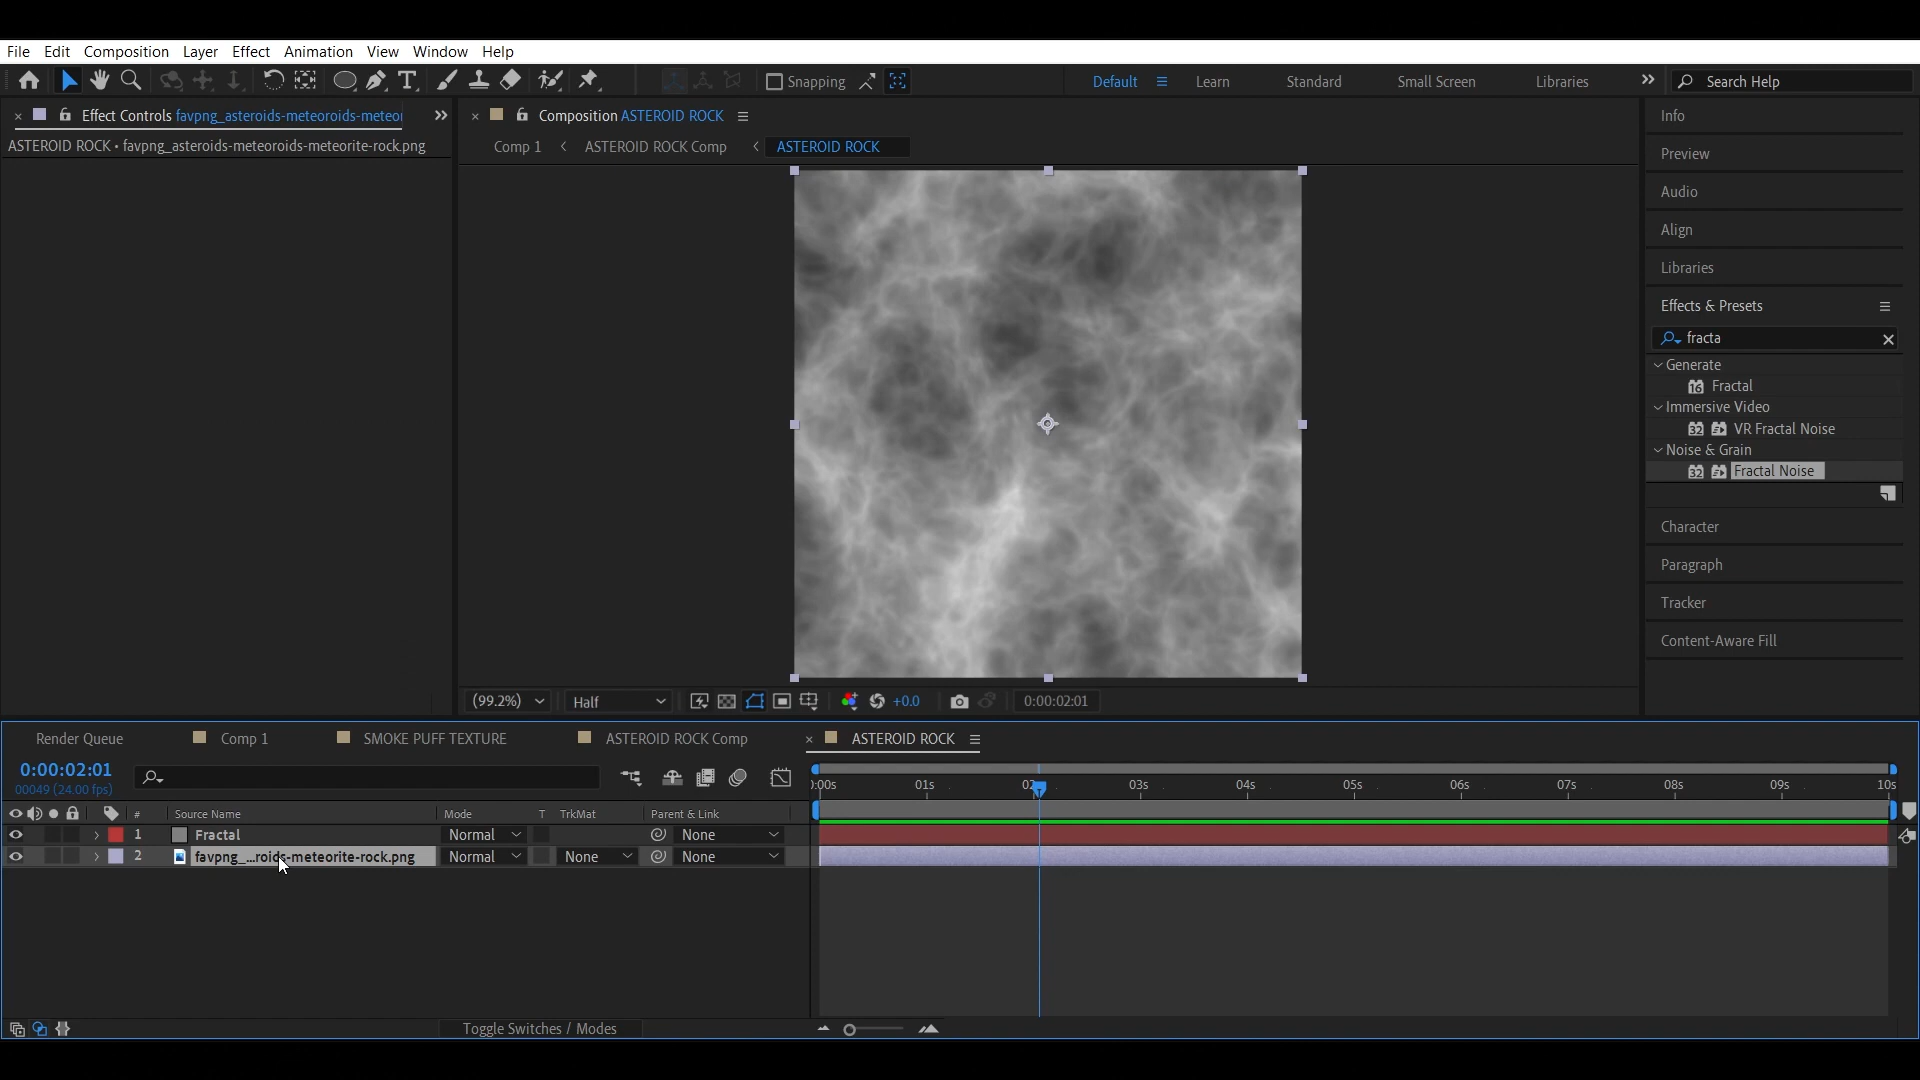 File Edit Composition Layer Effect Animation View Window Help
Snapping Default Learn Standard Small Screen Libraries Search Help
Effect Controls favpng_asteroids-meteoroids-meteor
ASTEROID ROCK • favpng_asteroids-meteoroids-meteorite-rock.png
Composition ASTEROID ROCK
Comp 1 ASTEROID ROCK Comp ASTEROID ROCK
Info
Preview
Audio
Align
Libraries
Effects & Presets
fracta
Generate
16 Fractal
Immersive Video
32 VR Fractal Noise
Noise & Grain
32 Fractal Noise
Character
Paragraph
Tracker
Content-Aware Fill
(99.2%) Half +0.0 0:00:02:01
Render Queue Comp 1 SMOKE PUFF TEXTURE ASTEROID ROCK Comp ASTEROID ROCK
0:00:02:01
00049 (24.00 fps)
:00s 01s 02 03s 04s 05s 06s 07s 08s 09s 10s
# Source Name Mode T TrkMat Parent & Link
1 Fractal Normal None
2 favpng_...roids-meteorite-rock.png Normal None None
Toggle Switches / Modes